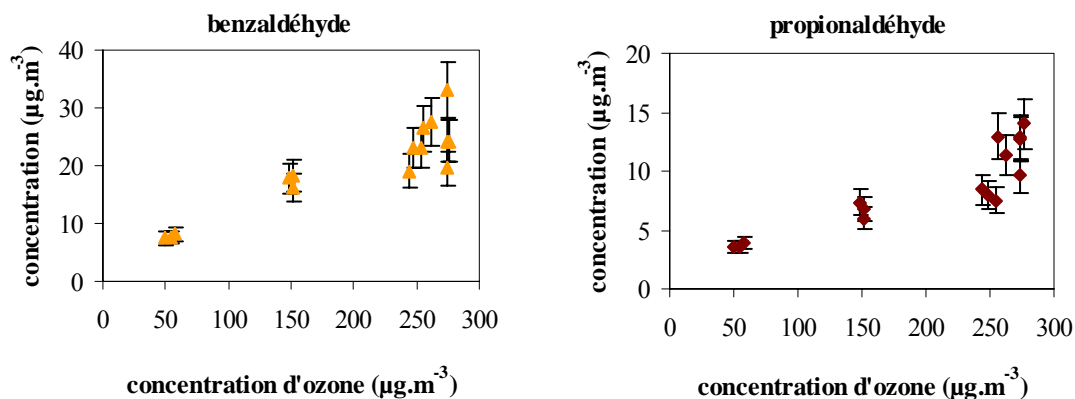 benzaldéhyde
concentration (µg.m-3)
40
30
20
10
0
0 50 100 150 200 250 300
concentration d'ozone (µg.m-3)
propionaldéhyde
concentration (µg.m-3)
20
15
10
5
0
0 50 100 150 200 250 300
concentration d'ozone (µg.m-3)